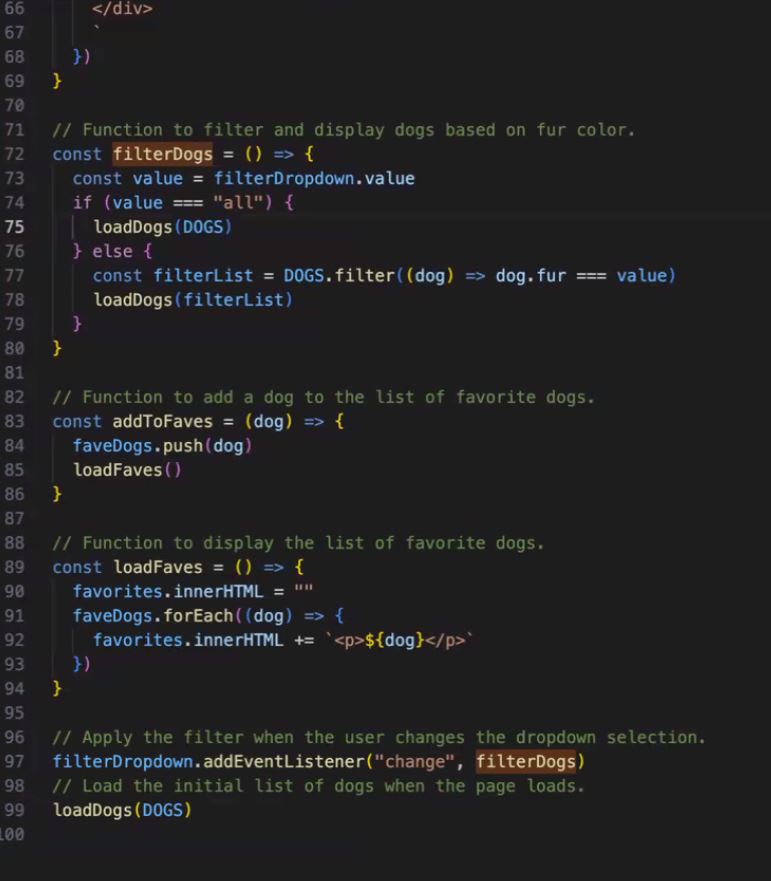 66 </div>
67 `
68 })
69 }
70
71 // Function to filter and display dogs based on fur color.
72 const filterDogs = () => {
73 const value = filterDropdown.value
74 if (value === "all") {
75 loadDogs(DOGS)
76 } else {
77 const filterList = DOGS.filter((dog) => dog.fur === value)
78 loadDogs(filterList)
79 }
80 }
81
82 // Function to add a dog to the list of favorite dogs.
83 const addToFaves = (dog) => {
84 faveDogs.push(dog)
85 loadFaves()
86 }
87
88 // Function to display the list of favorite dogs.
89 const loadFaves = () => {
90 favorites.innerHTML = ""
91 faveDogs.forEach((dog) => {
92 favorites.innerHTML += `<p>${dog}</p>`
93 })
94 }
95
96 // Apply the filter when the user changes the dropdown selection.
97 filterDropdown.addEventListener("change", filterDogs)
98 // Load the initial list of dogs when the page loads.
99 loadDogs(DOGS)
100